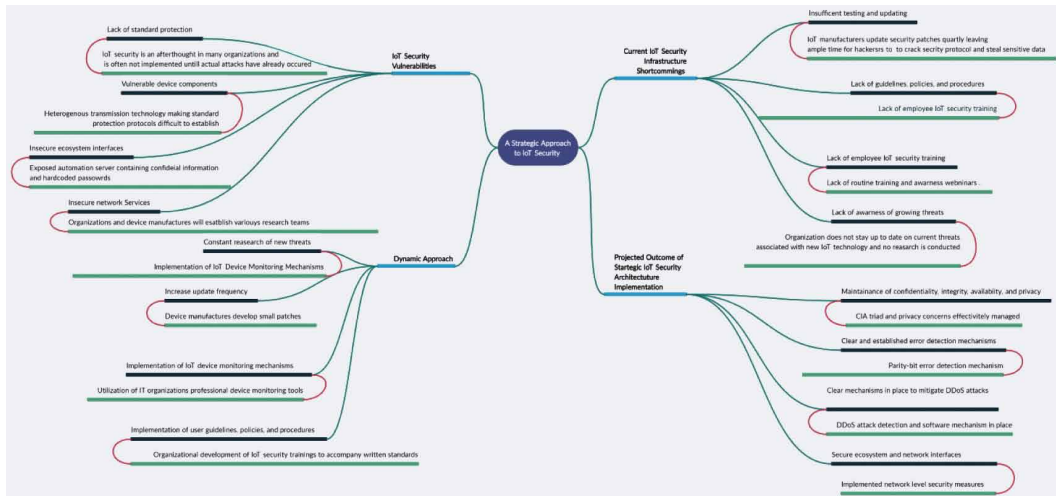 A Strategic Approach
to IoT Security
IoT Security
Vulnerabilities
Lack of standard protection
IoT security is an afterthought in many organizations and
is often not implemented unitll actual attacks have already occured
Vulnerable device components
Heterogenous transmission technology making standard
protection protocols difficult to establish
Insecure ecosystem interfaces
Exposed automation server containing confideial information
and hardcoded passowrds
Insecure network Services
Organizations and device manufactures will esatblish variouys research teams
Dynamic Approach
Constant reasearch of new threats
Implementation of IoT Device Monitoring Mechanisms
Increase update frequency
Device manufactures develop small patches
Implementation of IoT device monitoring mechanisms
Utilization of IT organizations professional device monitoring tools
Implementation of user guidelines, policies, and procedures
Organizational development of IoT security trainings to accompany written standards
Current IoT Security
Infrastructure
Shortcommings
Insufficent testing and updating
IoT manufacturers update security patches quartly leaving
ample time for hackersrs to to crack secrity protocol and steal sensitive data
Lack of guidelines, policies, and procedures
Lack of employee IoT security training
Lack of employee IoT security training
Lack of routine training and awarness webninars
Lack of awarness of growing threats
Organization does not stay up to date on current threats
associated with new IoT technology and no reasarch is conducted
Projected Outcome of
Startegic IoT Security
Architectuture
Implementation
Maintainance of confidentiality, integrity, availability, and privacy
CIA triad and privacy concerns effectivitely managed
Clear and established error detection mechanisms
Parity-bit error detection mechanism
Clear mechanisms in place to mitigate DDoS attacks
DDoS attack detection and software mechanism in place
Secure ecosystem and network interfaces
Implemented network level security measures